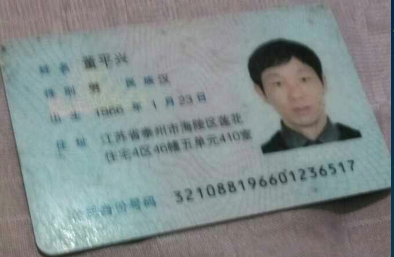 姓名 董平兴
性别 男 民族 汉
出生 1966 年 1 月 23 日
住址 江苏省泰州市海陵区莲花
住宅4区46幢五单元410室
公民身份号码 321088196601236517